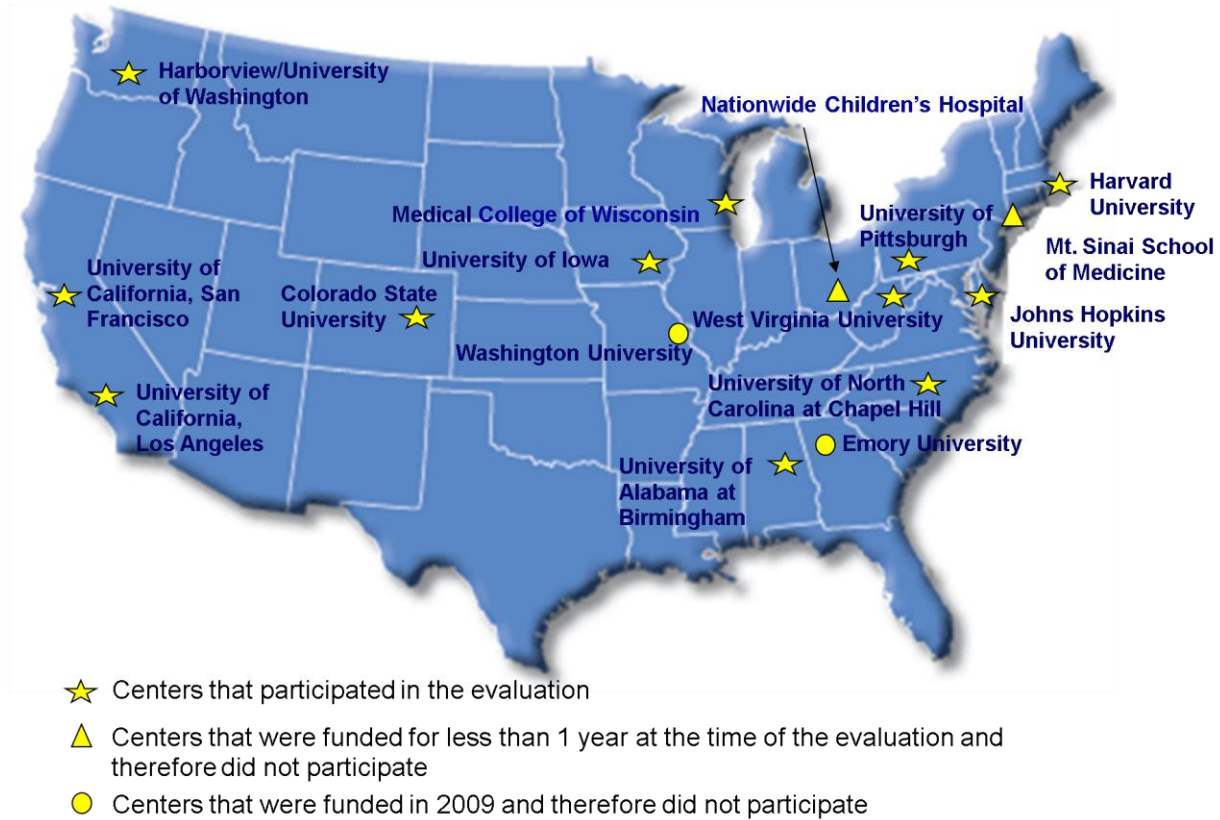 Harborview/University
of Washington
Nationwide Children's Hospital
Medical College of Wisconsin
University of Iowa
University of
Pittsburgh
Harvard
University
Mt. Sinai School
of Medicine
University of
California, San
Francisco
Colorado State
University
West Virginia University
Johns Hopkins
University
Washington University
University of
California,
Los Angeles
University of North
Carolina at Chapel Hill
Emory University
University of
Alabama at
Birmingham
Centers that participated in the evaluation
Centers that were funded for less than 1 year at the time of the evaluation and
therefore did not participate
Centers that were funded in 2009 and therefore did not participate